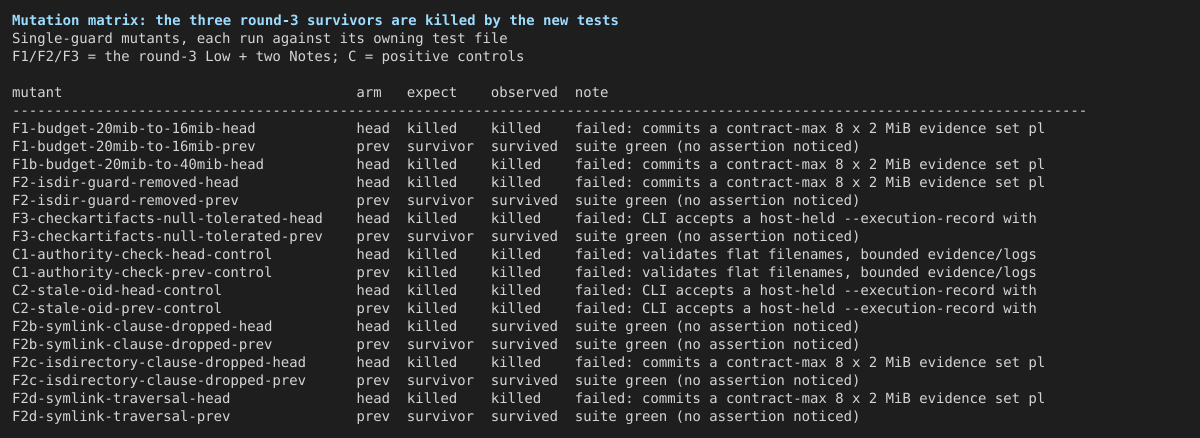 Mutation matrix: the three round-3 survivors are killed by the new tests
Single-guard mutants, each run against its owning test file
F1/F2/F3 = the round-3 Low + two Notes; C = positive controls
mutant arm expect observed note
--------------------------------------------------------------------------------------------------------------------------------
F1-budget-20mib-to-16mib-head head killed killed failed: commits a contract-max 8 x 2 MiB evidence set pl
F1-budget-20mib-to-16mib-prev prev survivor survived suite green (no assertion noticed)
F1b-budget-20mib-to-40mib-head head killed killed failed: commits a contract-max 8 x 2 MiB evidence set pl
F2-isdir-guard-removed-head head killed killed failed: commits a contract-max 8 x 2 MiB evidence set pl
F2-isdir-guard-removed-prev prev survivor survived suite green (no assertion noticed)
F3-checkartifacts-null-tolerated-head head killed killed failed: CLI accepts a host-held --execution-record with
F3-checkartifacts-null-tolerated-prev prev survivor survived suite green (no assertion noticed)
C1-authority-check-head-control head killed killed failed: validates flat filenames, bounded evidence/logs
C1-authority-check-prev-control prev killed killed failed: validates flat filenames, bounded evidence/logs
C2-stale-oid-head-control head killed killed failed: CLI accepts a host-held --execution-record with
C2-stale-oid-prev-control prev killed killed failed: CLI accepts a host-held --execution-record with
F2b-symlink-clause-dropped-head head killed survived suite green (no assertion noticed)
F2b-symlink-clause-dropped-prev prev survivor survived suite green (no assertion noticed)
F2c-isdirectory-clause-dropped-head head killed killed failed: commits a contract-max 8 x 2 MiB evidence set pl
F2c-isdirectory-clause-dropped-prev prev survivor survived suite green (no assertion noticed)
F2d-symlink-traversal-head head killed killed failed: commits a contract-max 8 x 2 MiB evidence set pl
F2d-symlink-traversal-prev prev survivor survived suite green (no assertion noticed)